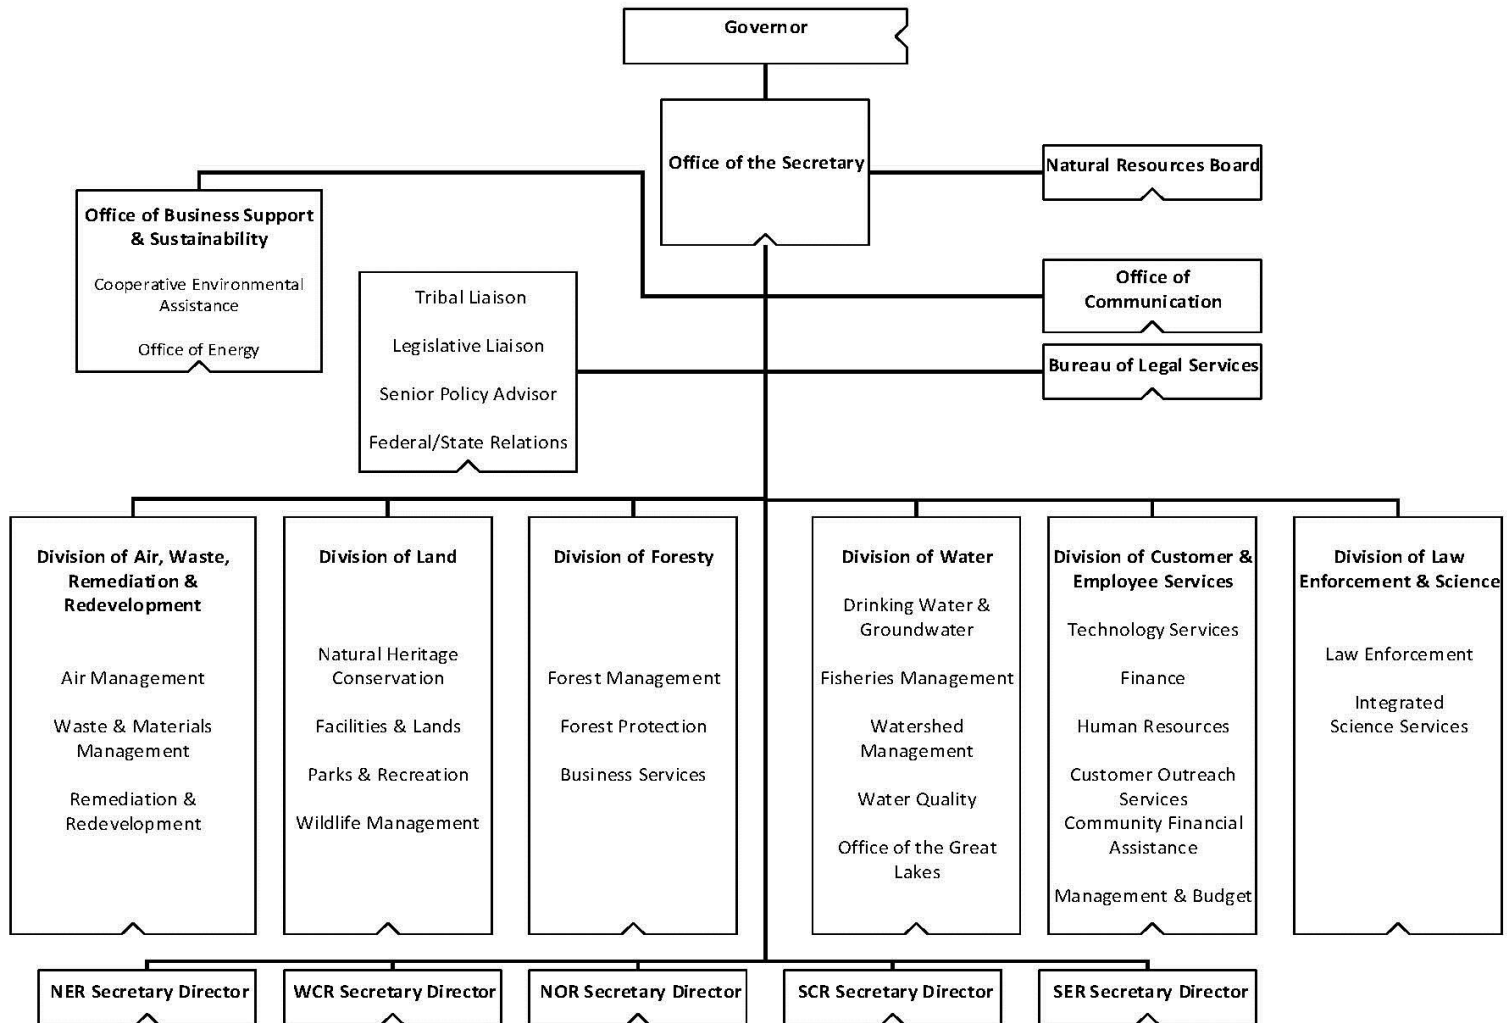 Governor
Office of the Secretary
Natural Resources Board
Office of Business Support
& Sustainability
Cooperative Environmental
Assistance
Office of Energy
Tribal Liaison
Legislative Liaison
Senior Policy Advisor
Federal/State Relations
Office of
Communication
Bureau of Legal Services
Division of Air, Waste,
Remediation &
Redevelopment
Air Management
Waste & Materials
Management
Remediation &
Redevelopment
Division of Land
Natural Heritage
Conservation
Facilities & Lands
Parks & Recreation
Wildlife Management
Division of Foresty
Forest Management
Forest Protection
Business Services
Division of Water
Drinking Water &
Groundwater
Fisheries Management
Watershed
Management
Water Quality
Office of the Great
Lakes
Division of Customer &
Employee Services
Technology Services
Finance
Human Resources
Customer Outreach
Services
Community Financial
Assistance
Management & Budget
Division of Law
Enforcement & Science
Law Enforcement
Integrated
Science Services
NER Secretary Director
WCR Secretary Director
NOR Secretary Director
SCR Secretary Director
SER Secretary Director